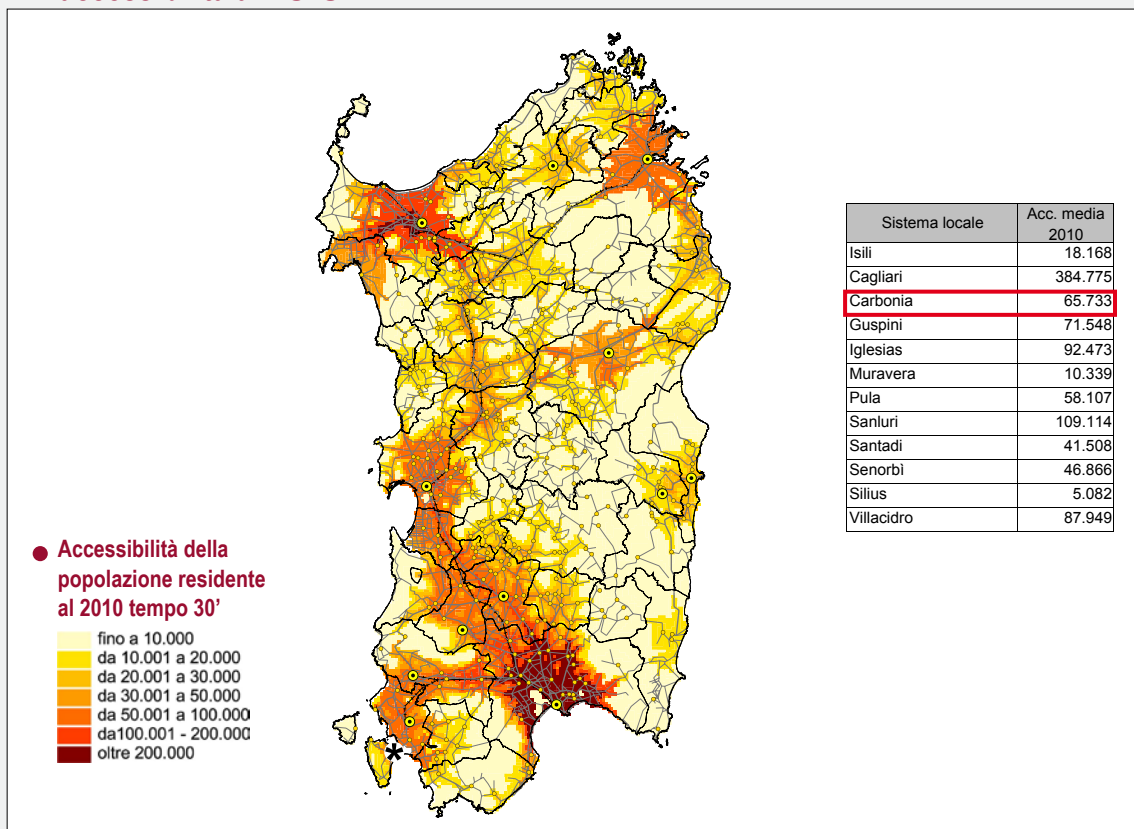 ● Accessibilità della
popolazione residente
al 2010 tempo 30'
fino a 10.000
da 10.001 a 20.000
da 20.001 a 30.000
da 30.001 a 50.000
da 50.001 a 100.000
da100.001 - 200.000
oltre 200.000
*
Sistema locale Acc. media 2010
Isili 18.168
Cagliari 384.775
Carbonia 65.733
Guspini 71.548
Iglesias 92.473
Muravera 10.339
Pula 58.107
Sanluri 109.114
Santadi 41.508
Senorbì 46.866
Silius 5.082
Villacidro 87.949